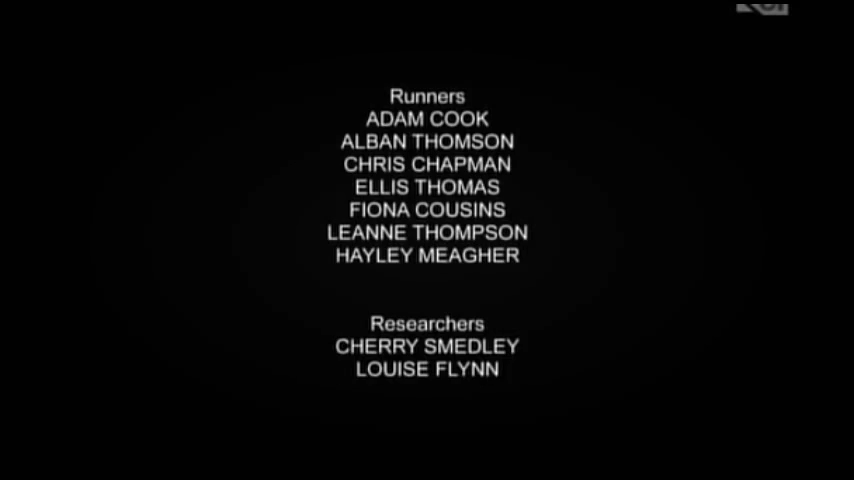 Runners
ADAM COOK
ALBAN THOMSON
CHRIS CHAPMAN
ELLIS THOMAS
FIONA COUSINS
LEANNE THOMPSON
HAYLEY MEAGHER
Researchers
CHERRY SMEDLEY
LOUISE FLYNN